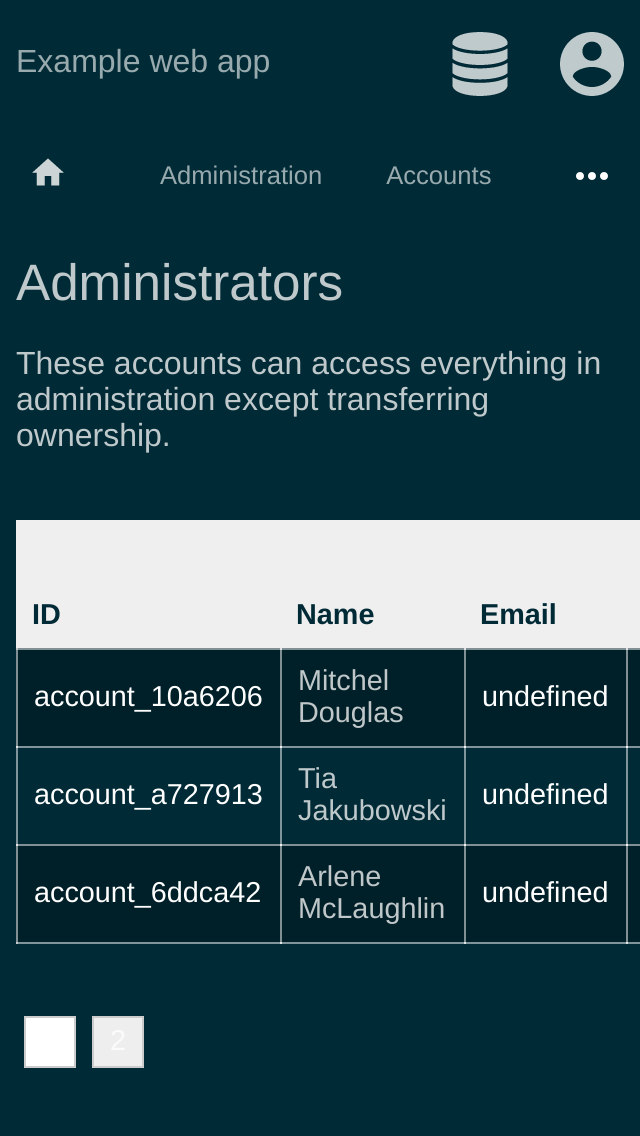 Example web app
Administration Accounts
Administrators
These accounts can access everything in
administration except transferring
ownership.
ID Name Email
account_10a6206 Mitchel Douglas undefined
account_a727913 Tia Jakubowski undefined
account_6ddca42 Arlene McLaughlin undefined
2